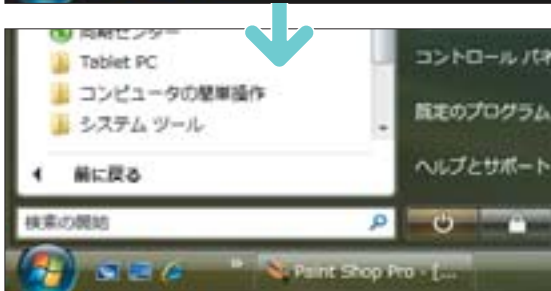 同期センター
Tablet PC
コンピュータの簡単操作
システム ツール
前に戻る
検索の開始
コントロール パネ
既定のプログラム
ヘルプとサポート
Paint Shop Pro - [...